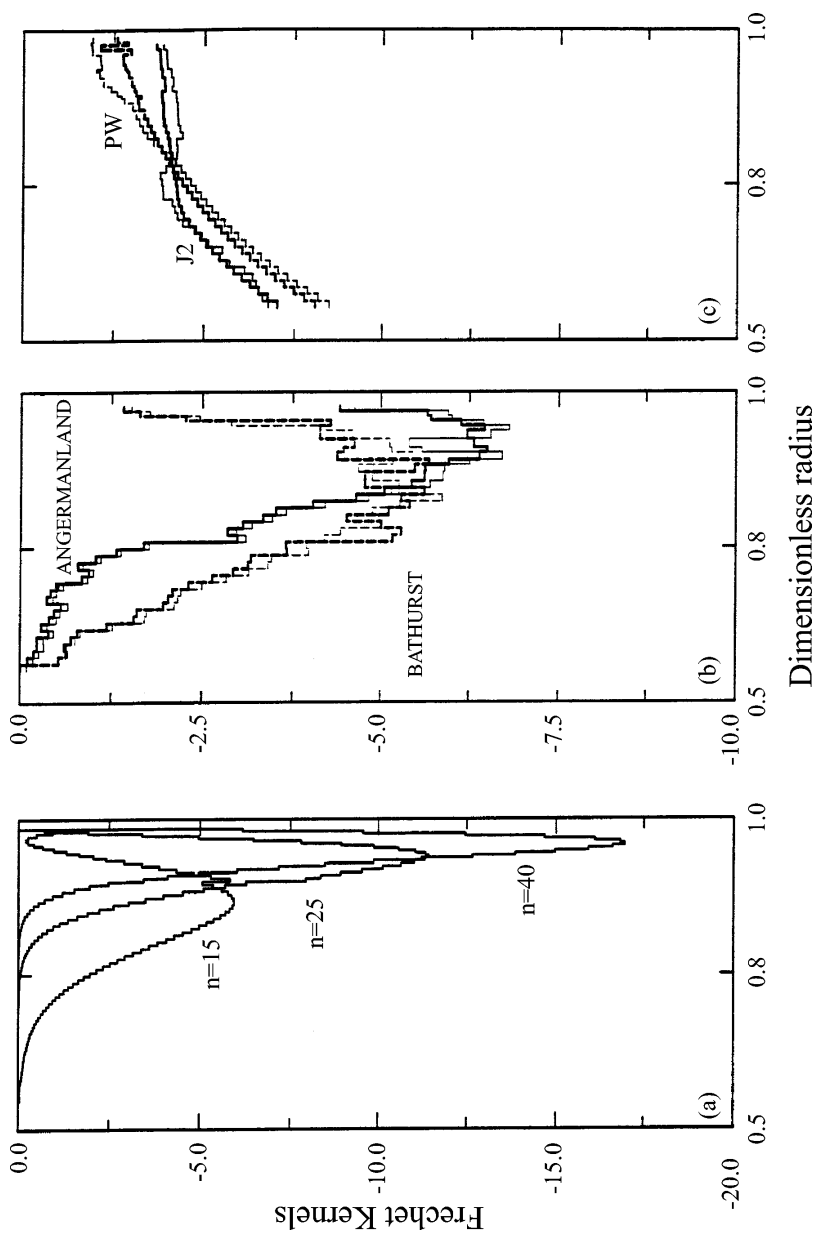 Frechet Kernels
0.0
-5.0
-10.0
-15.0
-20.0
n=15
n=25
n=40
(a)
0.5
0.8
1.0
0.0
-2.5
-5.0
-7.5
-10.0
ANGERMANLAND
BATHURST
(b)
0.5
0.8
1.0
PW
J2
(c)
0.5
0.8
1.0
Dimensionless radius